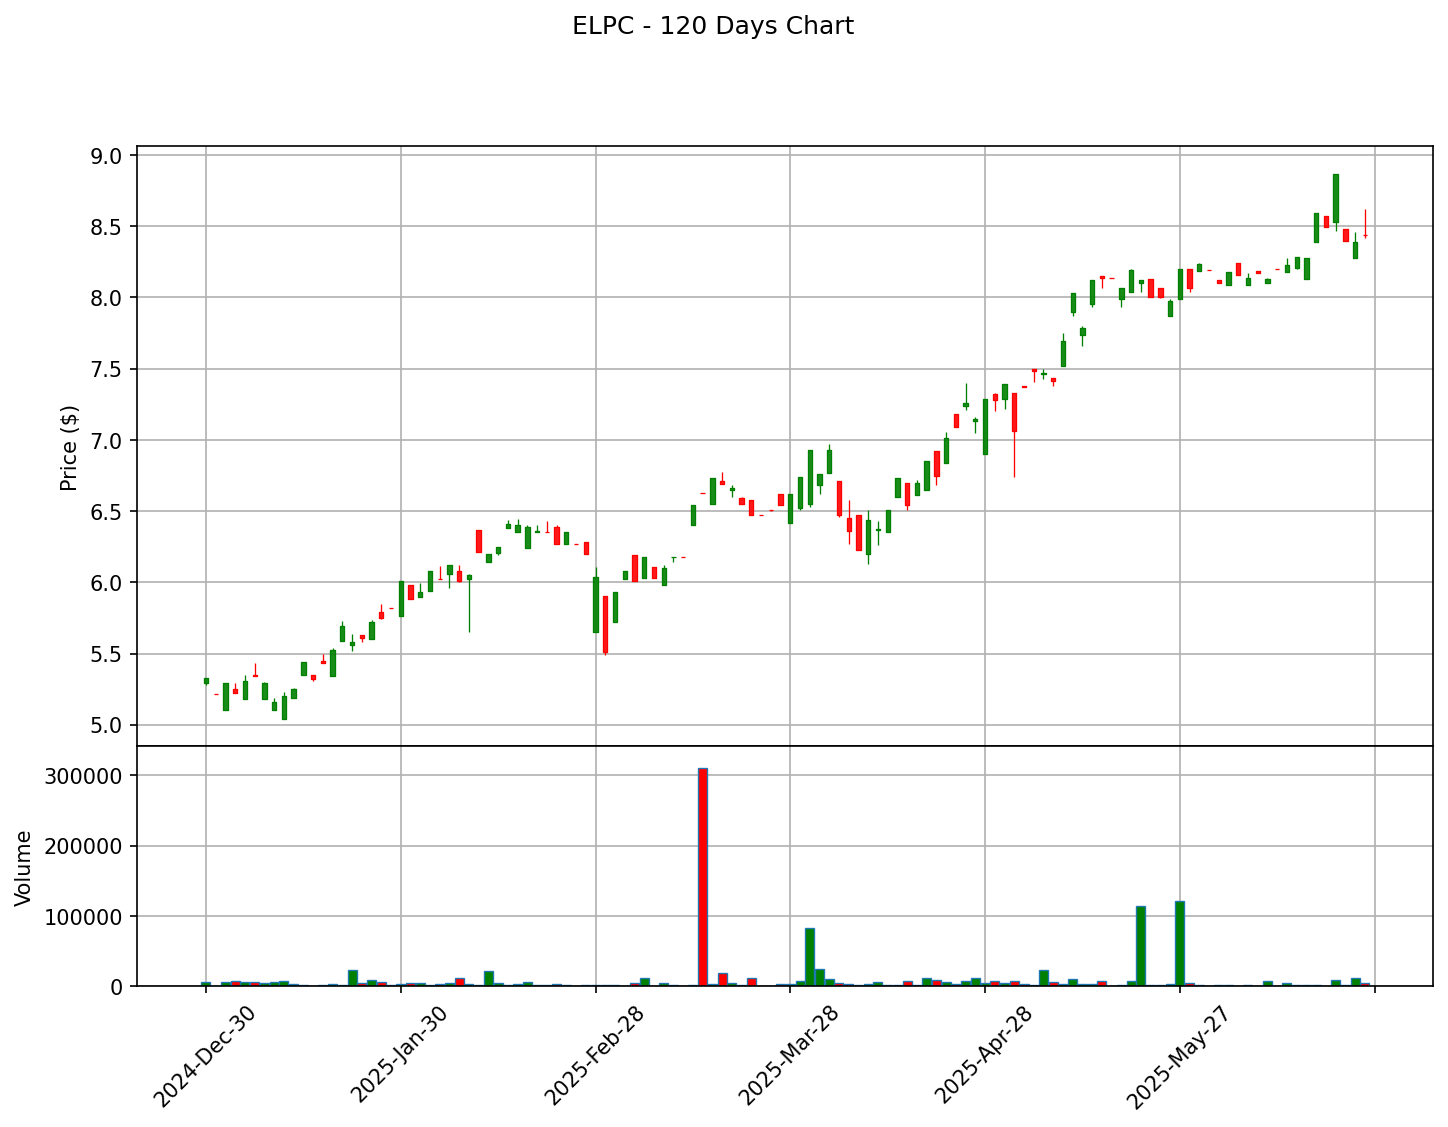 ELPC - 120 Days Chart
Price ($)
9.0
8.5
8.0
7.5
7.0
6.5
6.0
5.5
5.0
Volume
300000
200000
100000
0
2024-Dec-30
2025-Jan-30
2025-Feb-28
2025-Mar-28
2025-Apr-28
2025-May-27